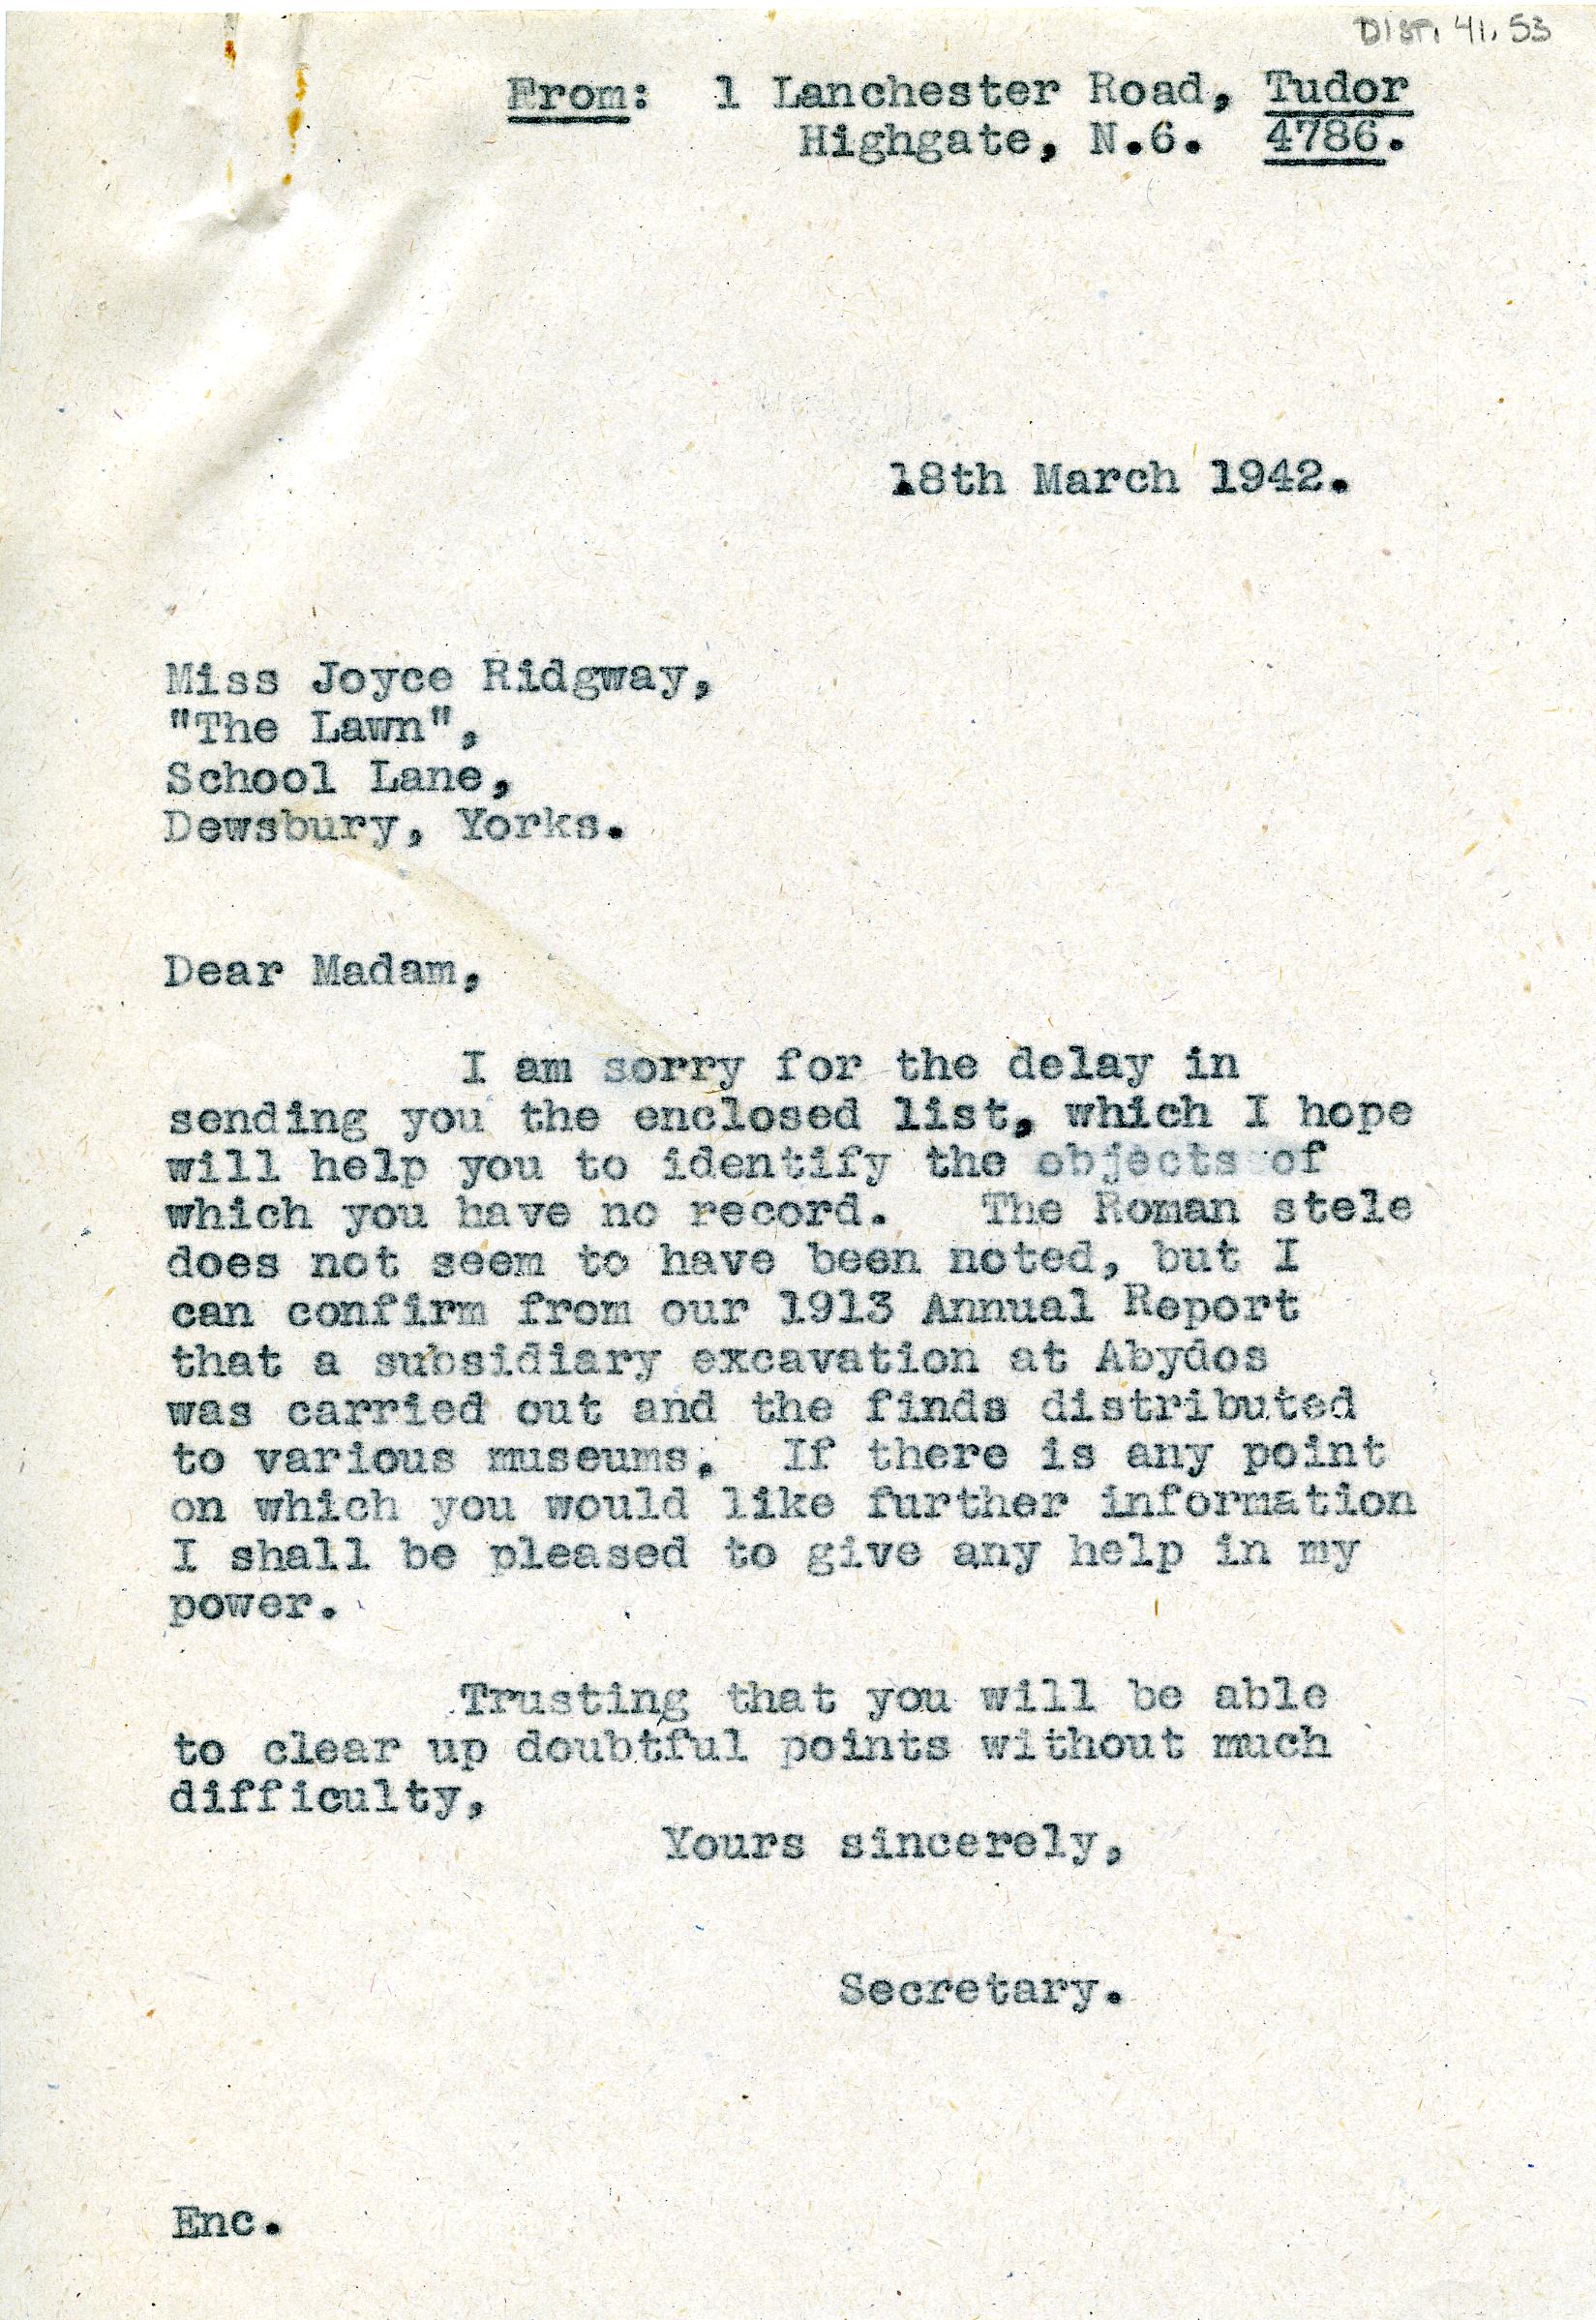 DIST. 41. 53
From: 1 Lanchester Road, Tudor
Highgate, N.6. 4786.
18th March 1942.
Miss Joyce Ridgway,
"The Lawn",
School Lane,
Dewsbury, Yorks.
Dear Madam,
I am sorry for the delay in
sending you the enclosed list, which I hope
will help you to identify the objects of
which you have no record. The Roman stele
does not seem to have been noted, but I
can confirm from our 1913 Annual Report
that a subsidiary excavation at Abydos
was carried out and the finds distributed
to various museums. If there is any point
on which you would like further information
I shall be pleased to give any help in my
power.
Trusting that you will be able
to clear up doubtful points without much
difficulty,
Yours sincerely,
Secretary.
Enc.